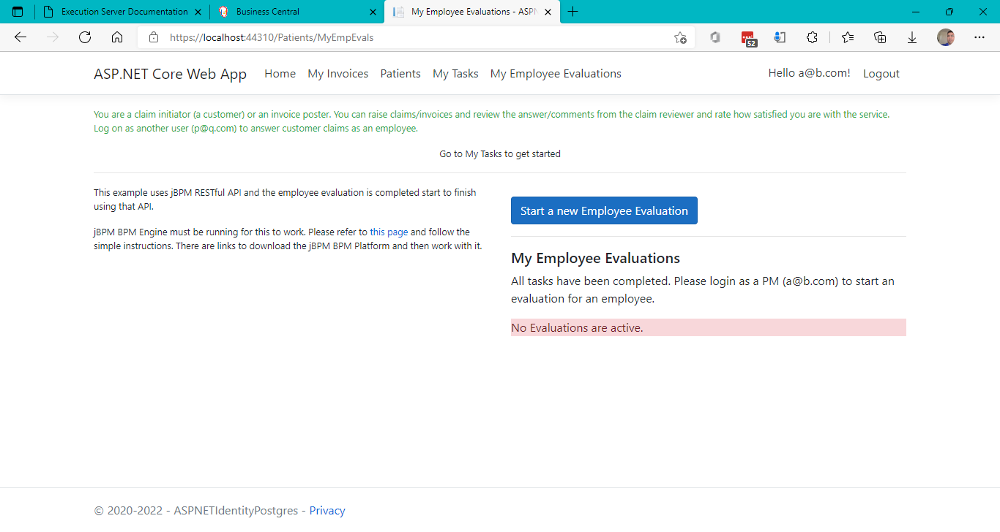 Execution Server Documentation
Business Central
My Employee Evaluations - ASPN
https://localhost:44310/Patients/MyEmpEvals
52
ASP.NET Core Web App Home My Invoices Patients My Tasks My Employee Evaluations Hello a@b.com! Logout
You are a claim initiator (a customer) or an invoice poster. You can raise claims/invoices and review the answer/comments from the claim reviewer and rate how satisfied you are with the service.
Log on as another user (p@q.com) to answer customer claims as an employee.
Go to My Tasks to get started
This example uses jBPM RESTful API and the employee evaluation is completed start to finish
using that API.
jBPM BPM Engine must be running for this to work. Please refer to this page and follow the
simple instructions. There are links to download the jBPM BPM Platform and then work with it.
Start a new Employee Evaluation
My Employee Evaluations
All tasks have been completed. Please login as a PM (a@b.com) to start an
evaluation for an employee.
No Evaluations are active.
© 2020-2022 - ASPNETIdentityPostgres - Privacy